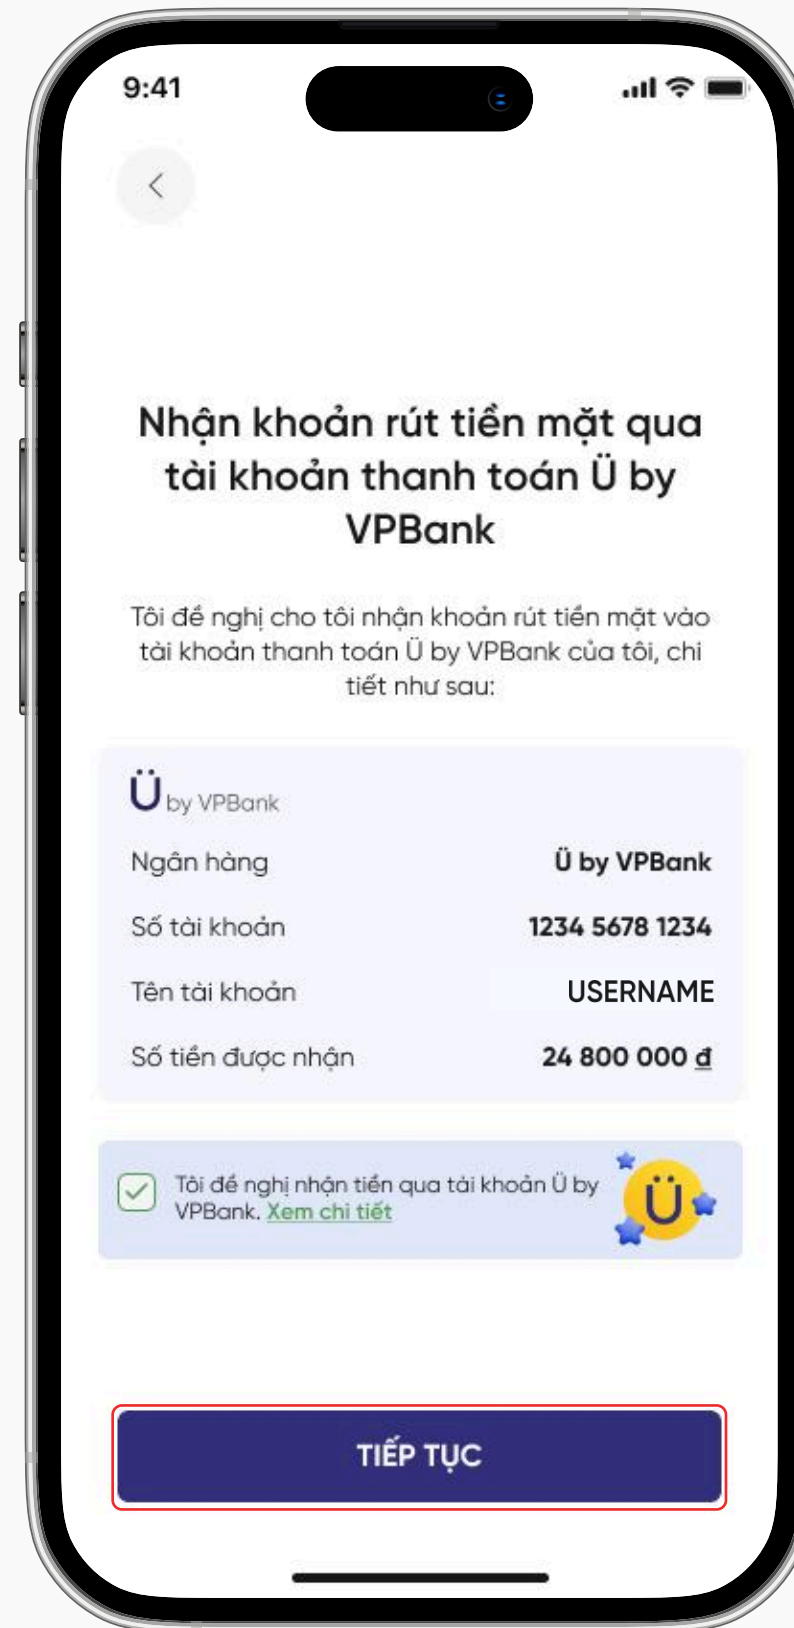 9:41
Nhận khoản rút tiền mặt qua
tài khoản thanh toán Ü by
VPBank
Tôi đề nghị cho tôi nhận khoản rút tiền mặt vào
tài khoản thanh toán Ü by VPBank của tôi, chi
tiết như sau:
Ü by VPBank
Ngân hàng Ü by VPBank
Số tài khoản 1234 5678 1234
Tên tài khoản USERNAME
Số tiền được nhận 24 800 000 đ
Tôi đề nghị nhận tiền qua tài khoản Ü by
VPBank. Xem chi tiết
Ü
TIẾP TỤC